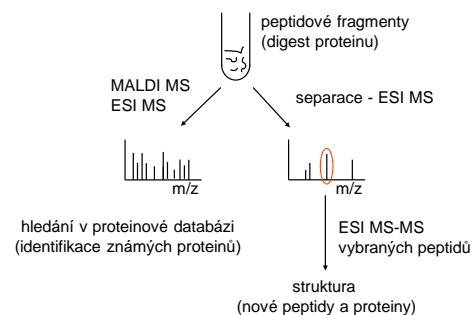 peptidové fragmenty
(digest proteinu)
MALDI MS
ESI MS
separace - ESI MS
m/z
m/z
hledání v proteinové databázi
(identifikace známých proteinů)
ESI MS-MS
vybraných peptidů
struktura
(nové peptidy a proteiny)